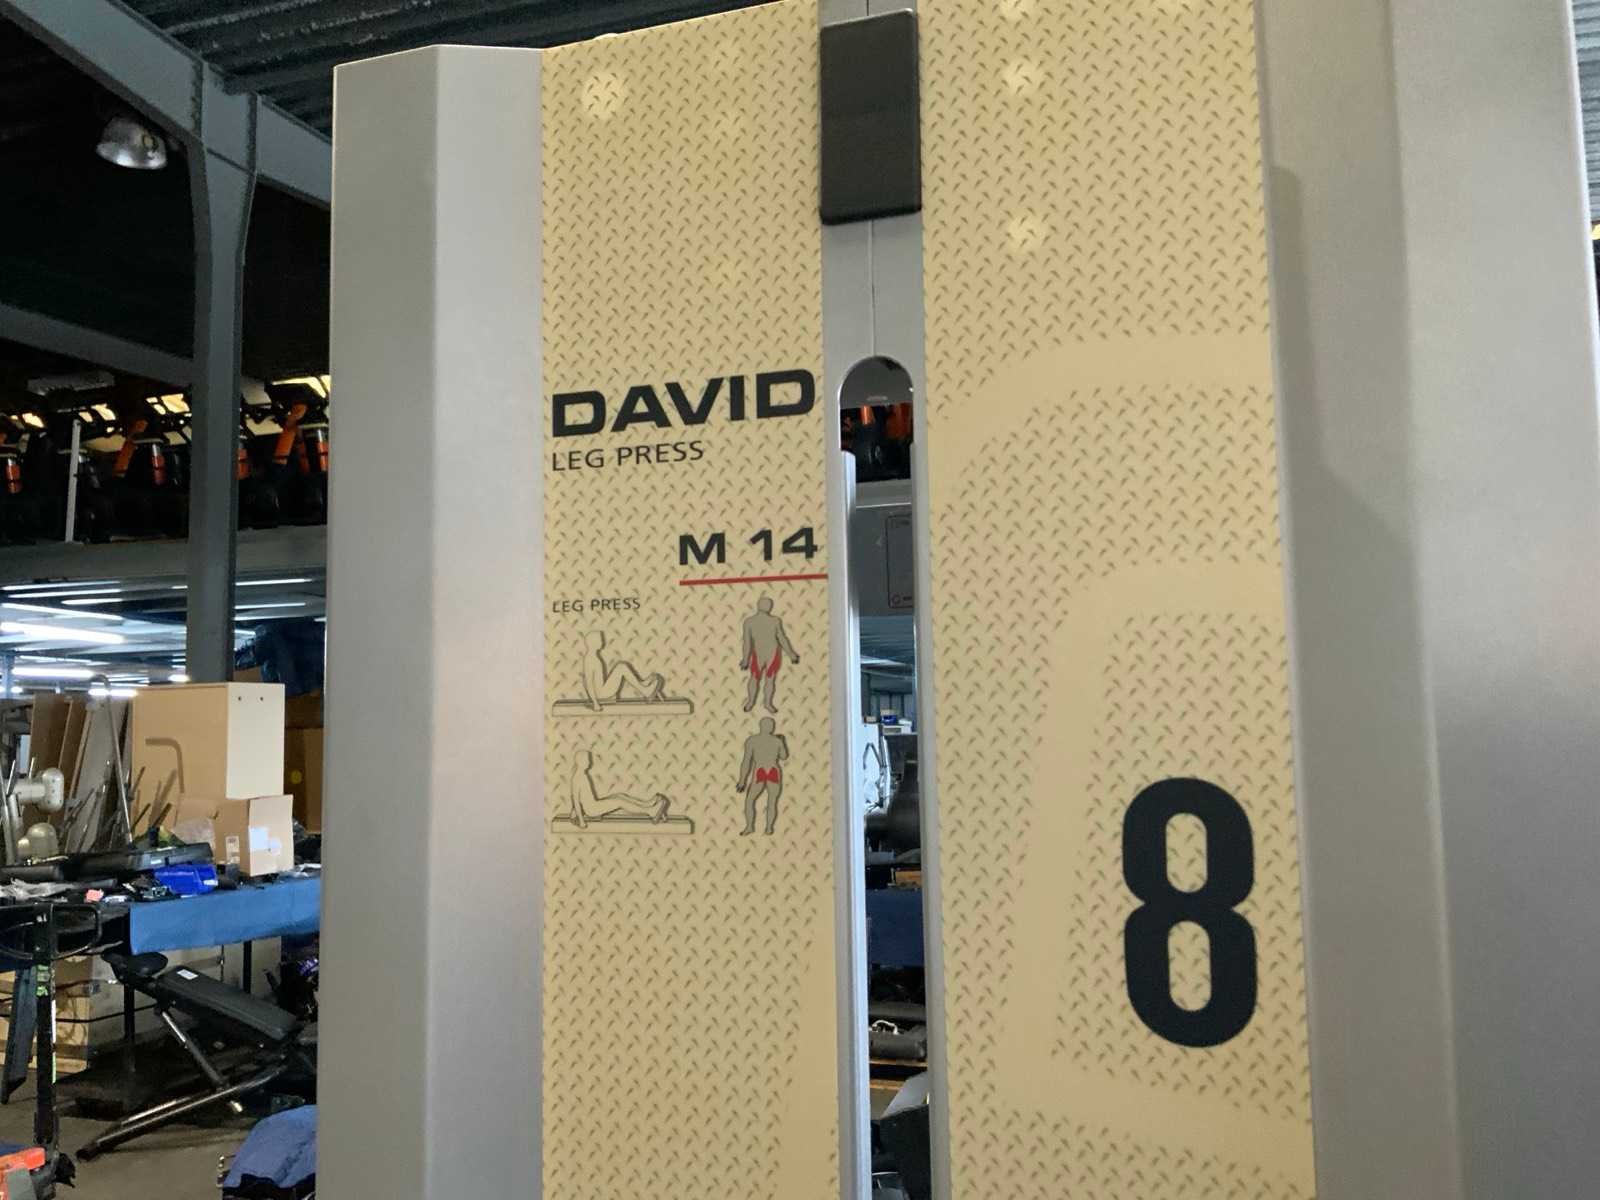 DAVID
LEG PRESS
M 14
LEG PRESS
8